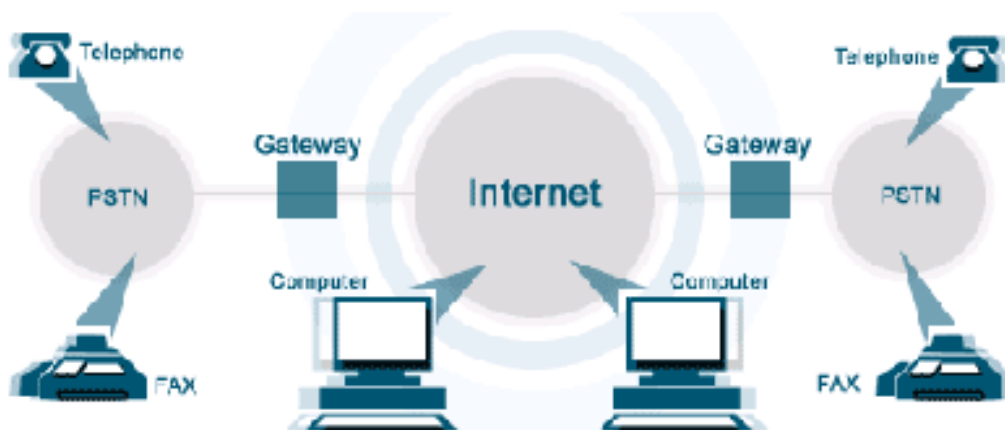 Telephone
Telephone
Gateway
Gateway
PSTN
Internet
PSTN
Computer
Computer
FAX
FAX